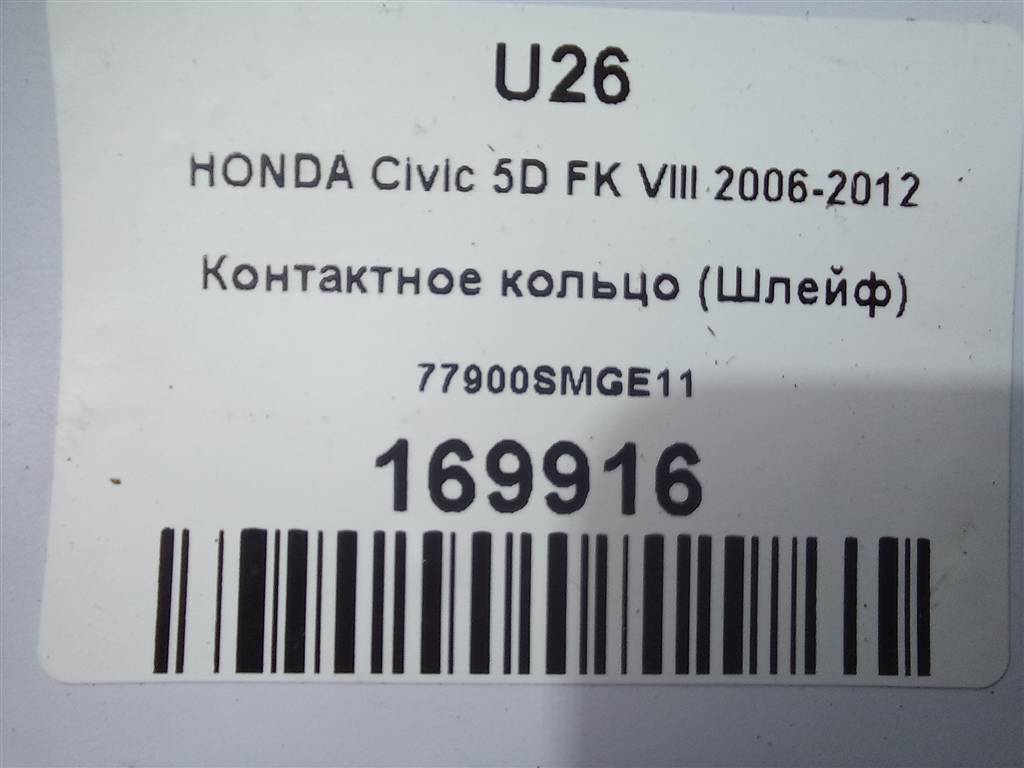 U26
HONDA Civic 5D FK VIII 2006-2012
Контактное кольцо (Шлейф)
77900SMGE11
169916